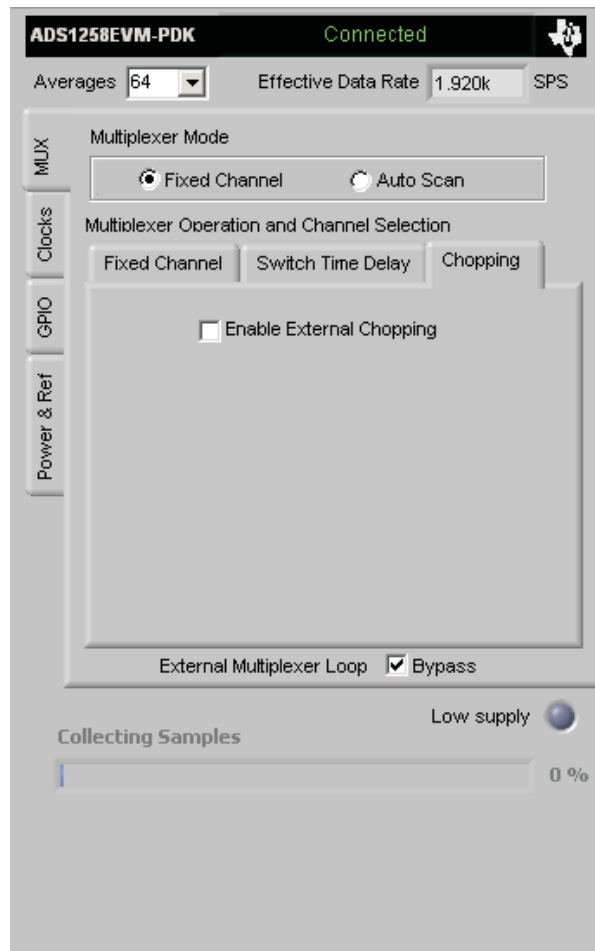 ADS1258EVM-PDK Connected
Averages 64 Effective Data Rate 1.920k SPS
MUX
Clocks
GPIO
Power & Ref
Multiplexer Mode
Fixed Channel Auto Scan
Multiplexer Operation and Channel Selection
Fixed Channel Switch Time Delay Chopping
Enable External Chopping
External Multiplexer Loop Bypass
Low supply
Collecting Samples
0 %